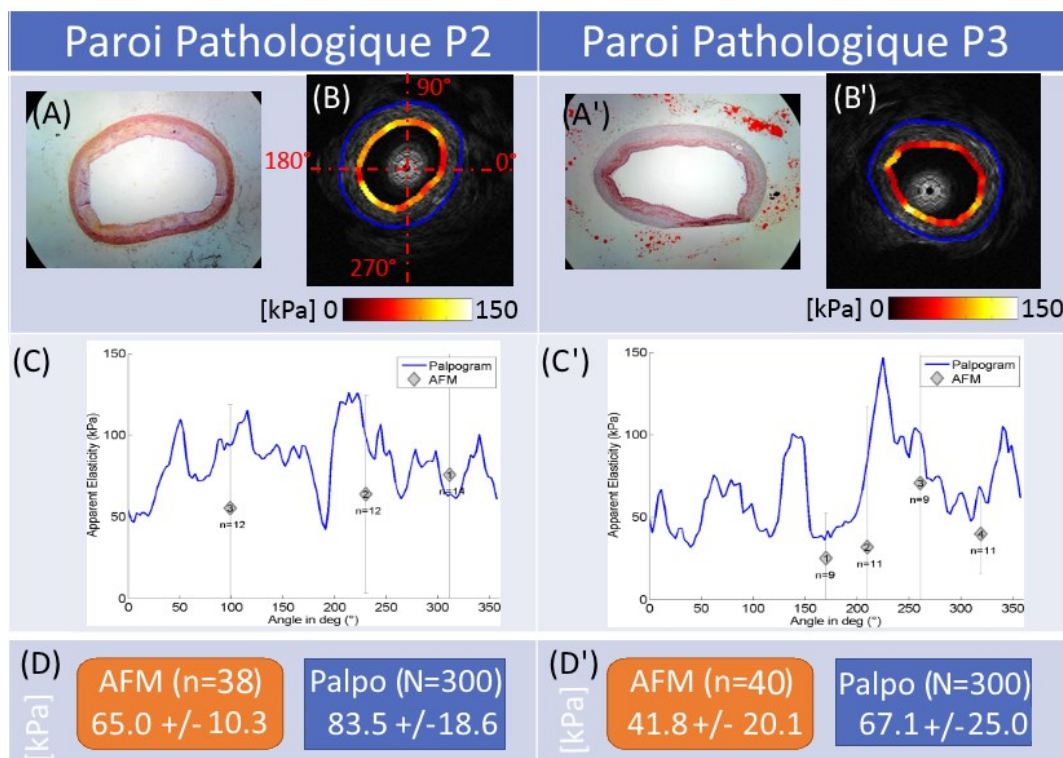 Paroi Pathologique P2
Paroi Pathologique P3
(A)
(B)
90°
180°
0°
270°
[kPa] 0
150
(A')
(B')
[kPa] 0
150
(C)
150
100
50
0
Apparent Elasticity (kPa)
Palpogram
AFM
3
n=12
2
n=12
1
n=14
0
50
100
150
200
250
300
350
Angle in deg (°)
(C')
150
100
50
0
Apparent Elasticity (kPa)
Palpogram
AFM
1
n=9
2
n=11
3
n=9
4
n=11
0
50
100
150
200
250
300
350
Angle in deg (°)
(D)
[kPa]
AFM (n=38)
65.0 +/- 10.3
Palpo (N=300)
83.5 +/-18.6
(D')
[kPa]
AFM (n=40)
41.8 +/- 20.1
Palpo (N=300)
67.1 +/-25.0